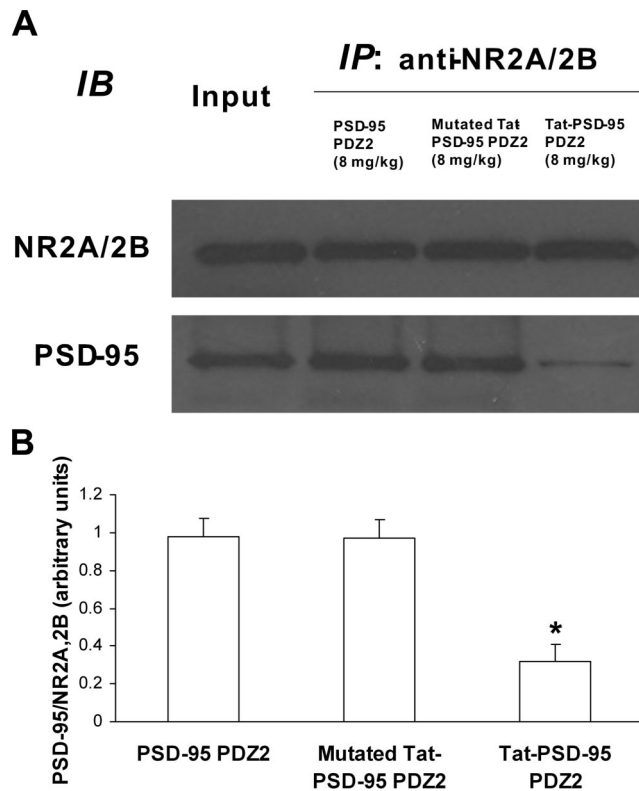 A
IB
Input
IP: anti-NR2A/2B
PSD-95
PDZ2
(8 mg/kg)
Mutated Tat-
PSD-95 PDZ2
(8 mg/kg)
Tat-PSD-95
PDZ2
(8 mg/kg)
NR2A/2B
PSD-95
B
PSD-95/NR2A,2B (arbitrary units)
1.2
1
0.8
0.6
0.4
0.2
0
*
PSD-95 PDZ2
Mutated Tat-
PSD-95 PDZ2
Tat-PSD-95
PDZ2